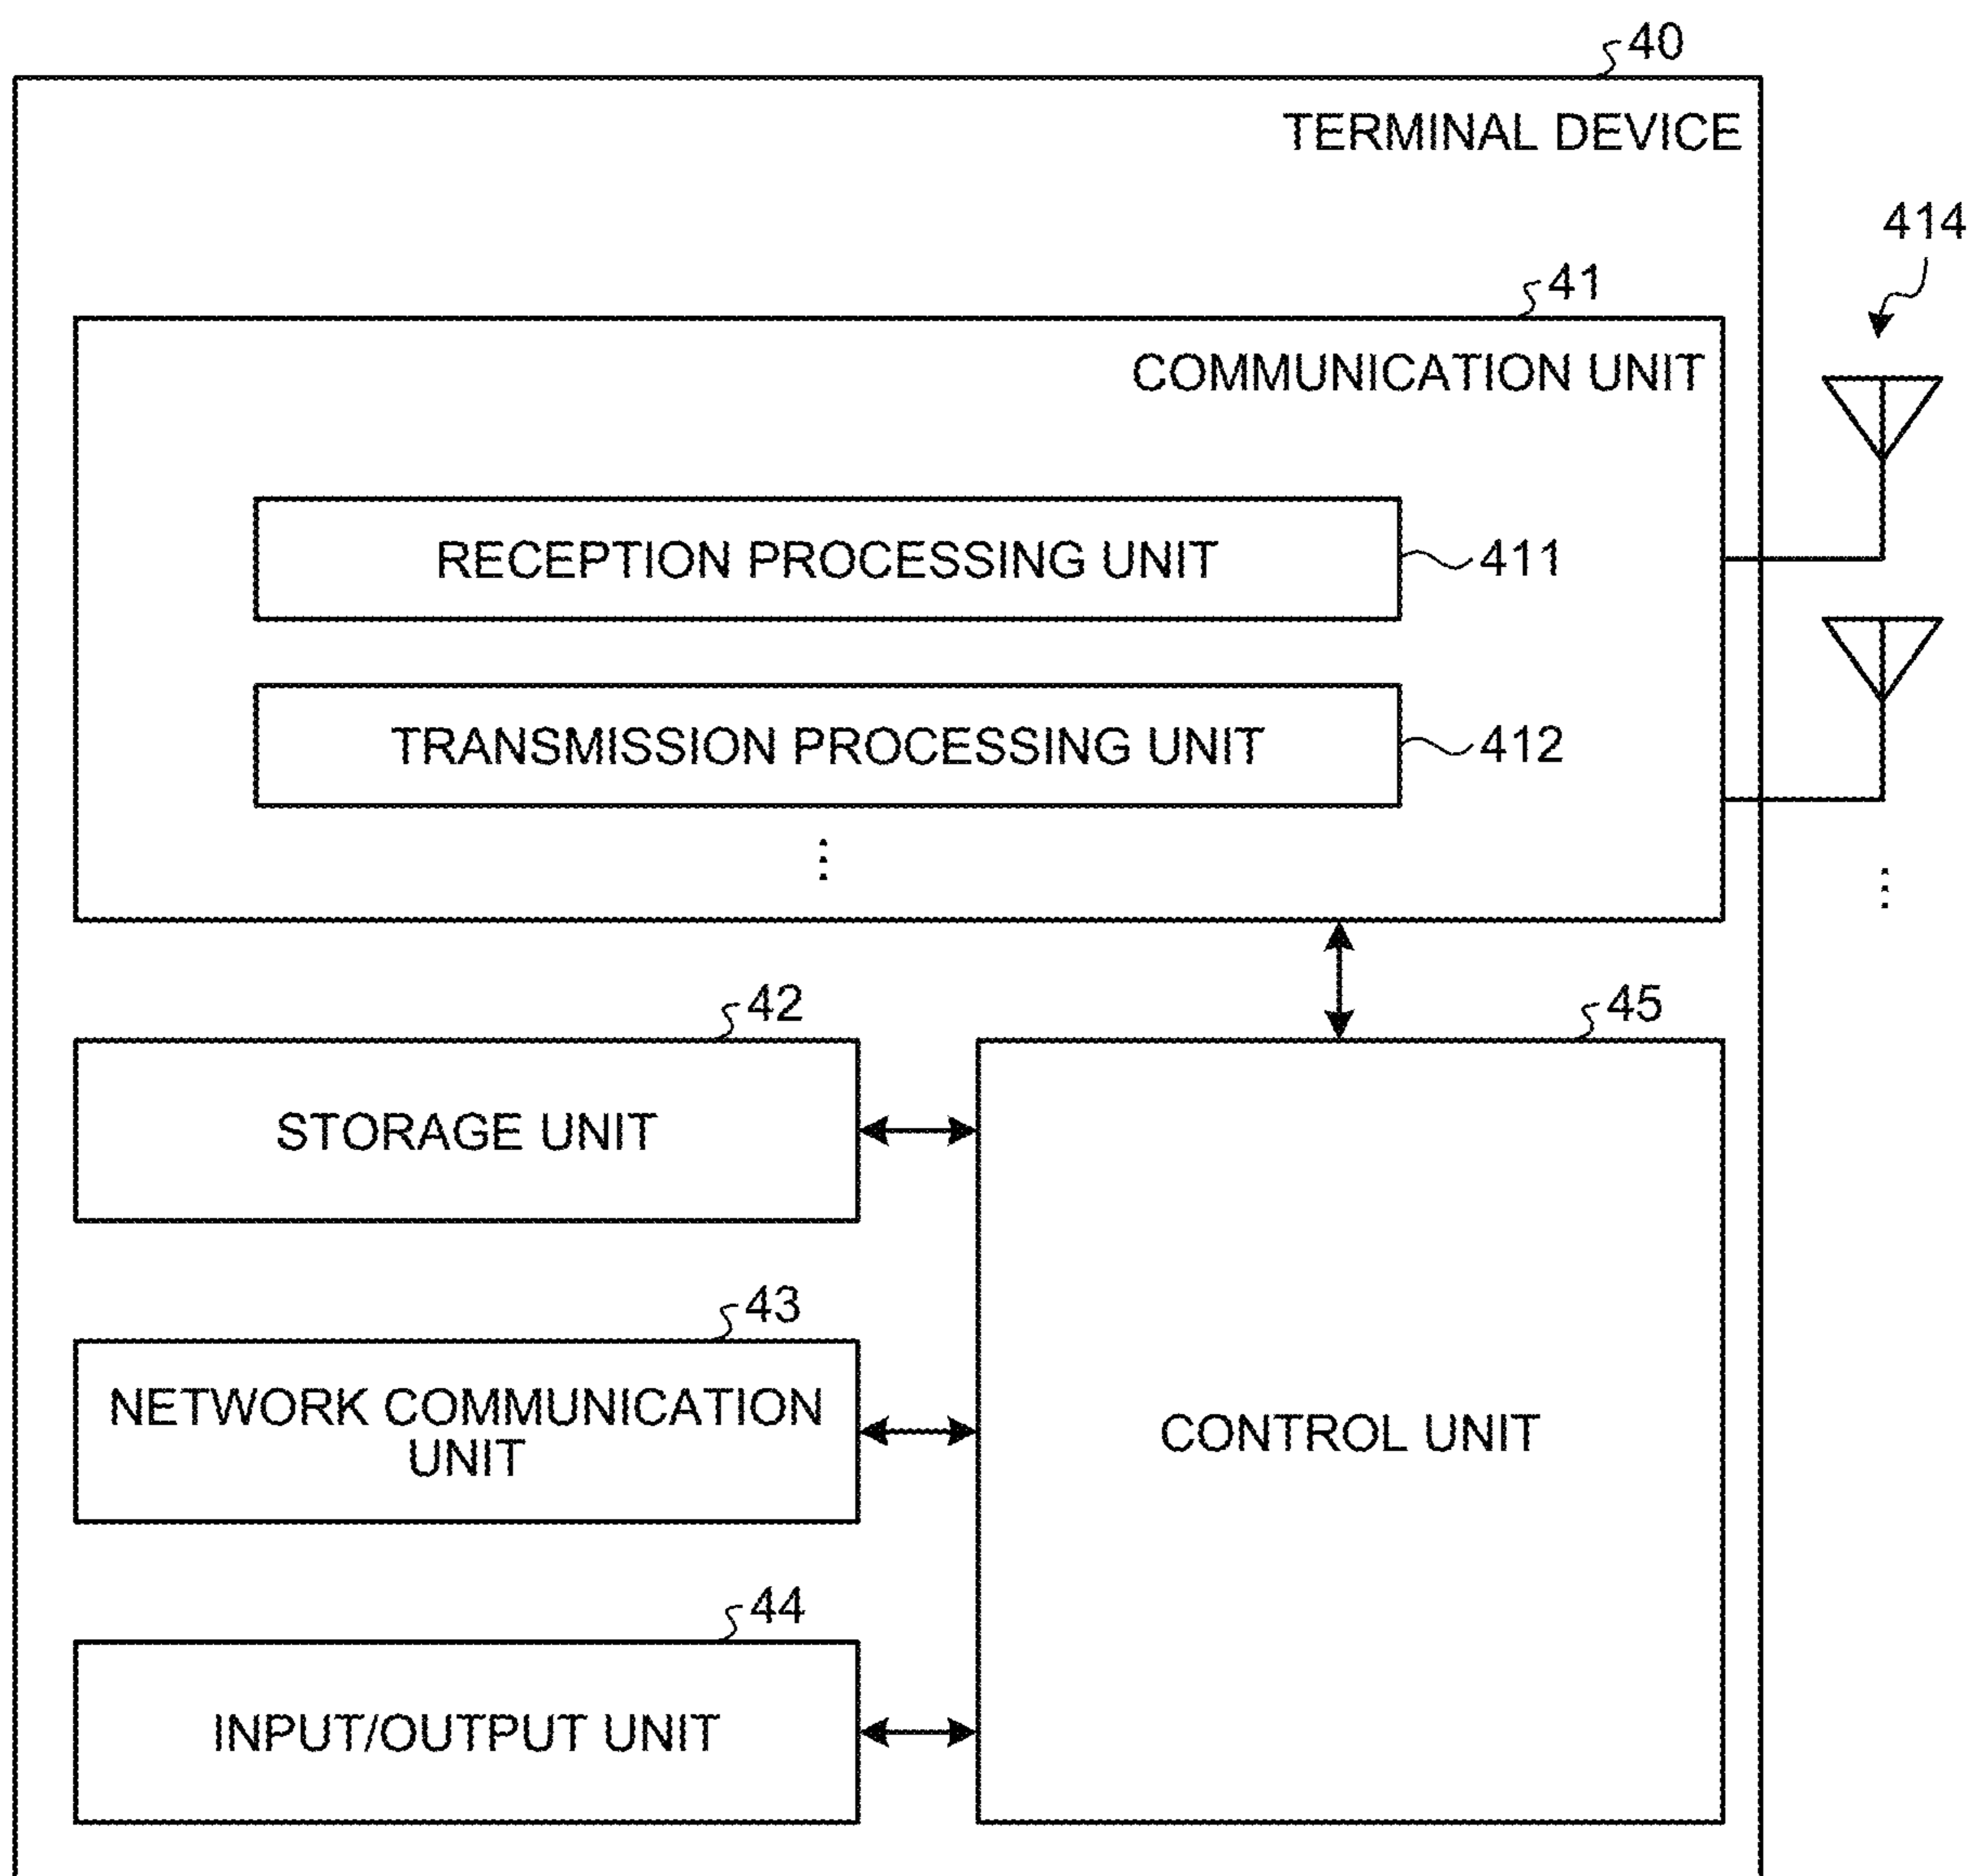 40
TERMINAL DEVICE
414
41
COMMUNICATION UNIT
RECEPTION PROCESSING UNIT
411
TRANSMISSION PROCESSING UNIT
412
42
45
STORAGE UNIT
43
NETWORK COMMUNICATION
UNIT
CONTROL UNIT
44
INPUT/OUTPUT UNIT